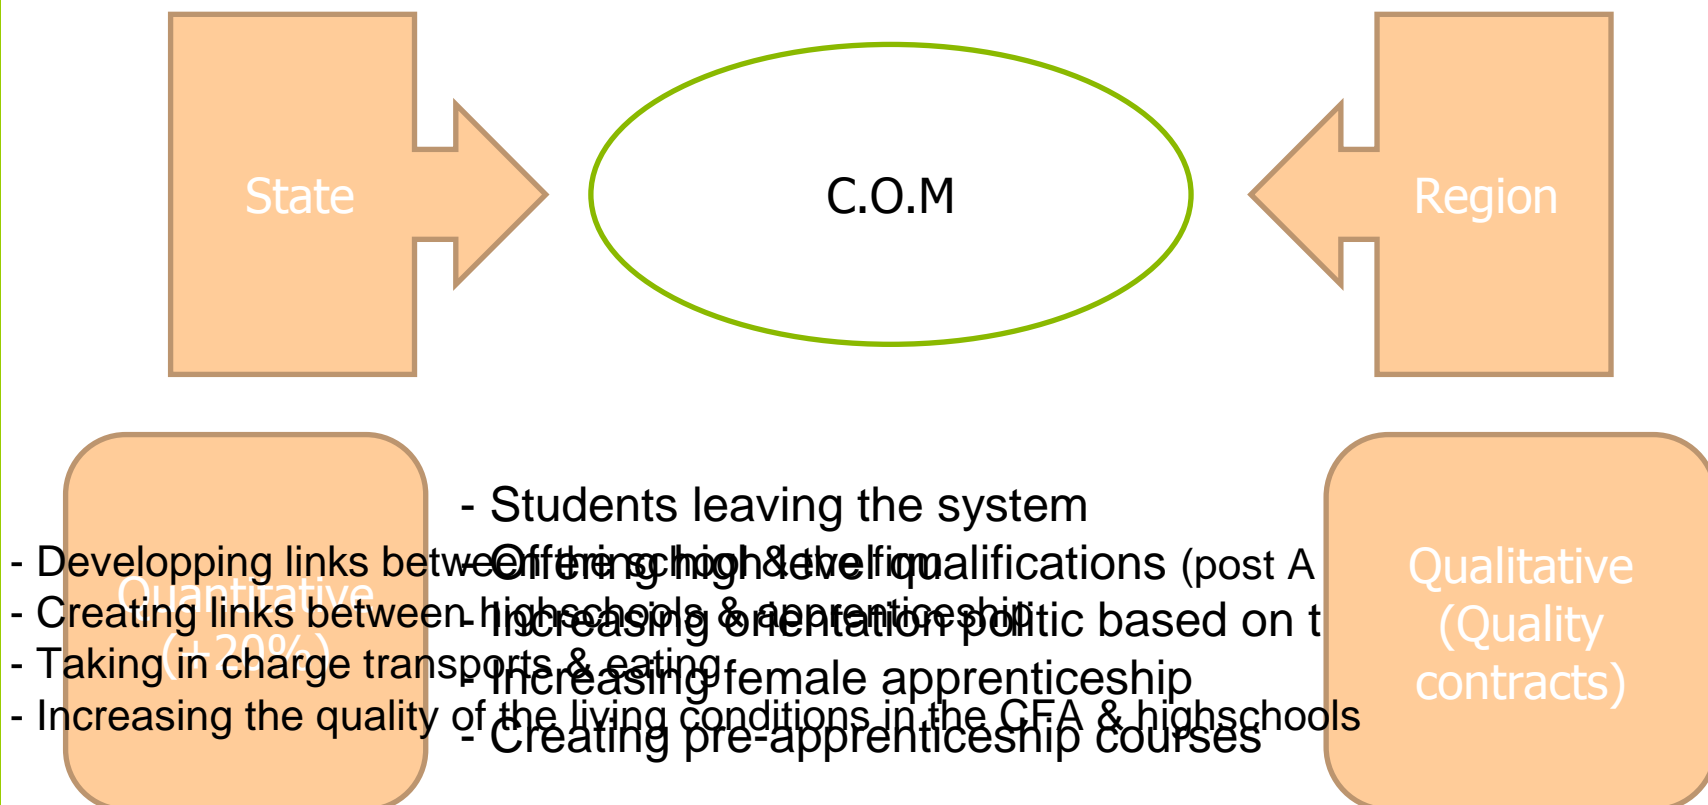 State
C.O.M
Region
- Students leaving the system
- Offering high level qualifications (post A
- Increasing orientation politic based on t
- Increasing female apprenticeship
- Creating pre-apprenticeship courses
- Developping links between the school & the firm
- Creating links between highschools & apprenticeship
- Taking in charge transports & eating
- Increasing the quality of the living conditions in the CFA & highschools
Quantitative
(+20%)
Qualitative
(Quality
contracts)